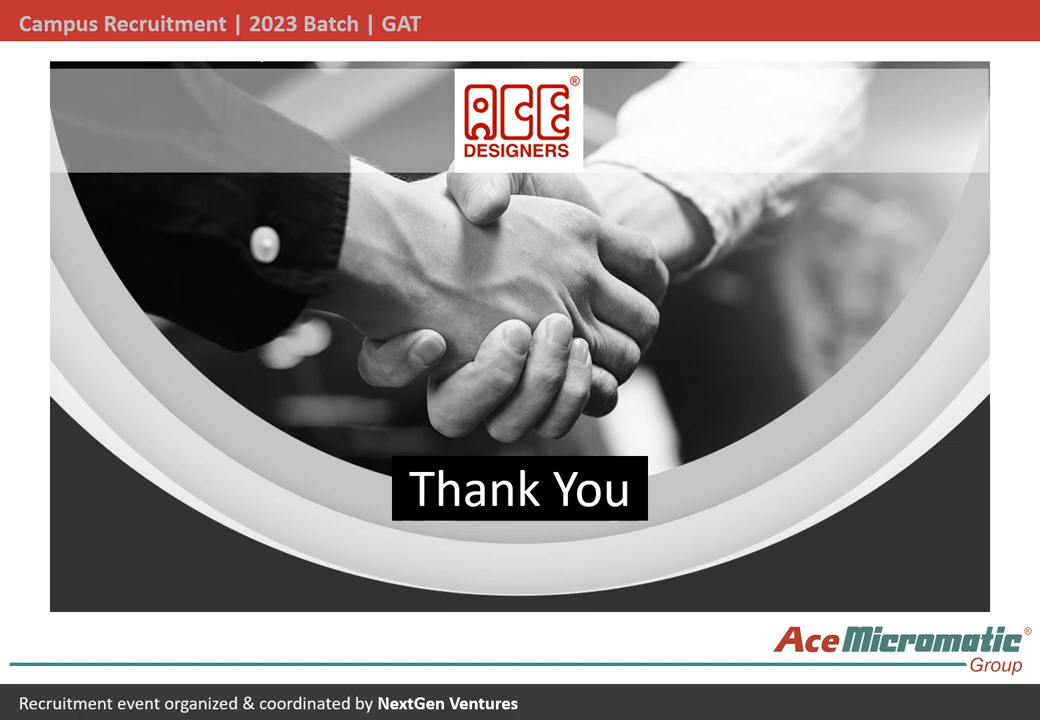 Campus Recruitment | 2023 Batch | GAT
ACE®
DESIGNERS
Thank You
Ace Micromatic®
Group
Recruitment event organized & coordinated by NextGen Ventures